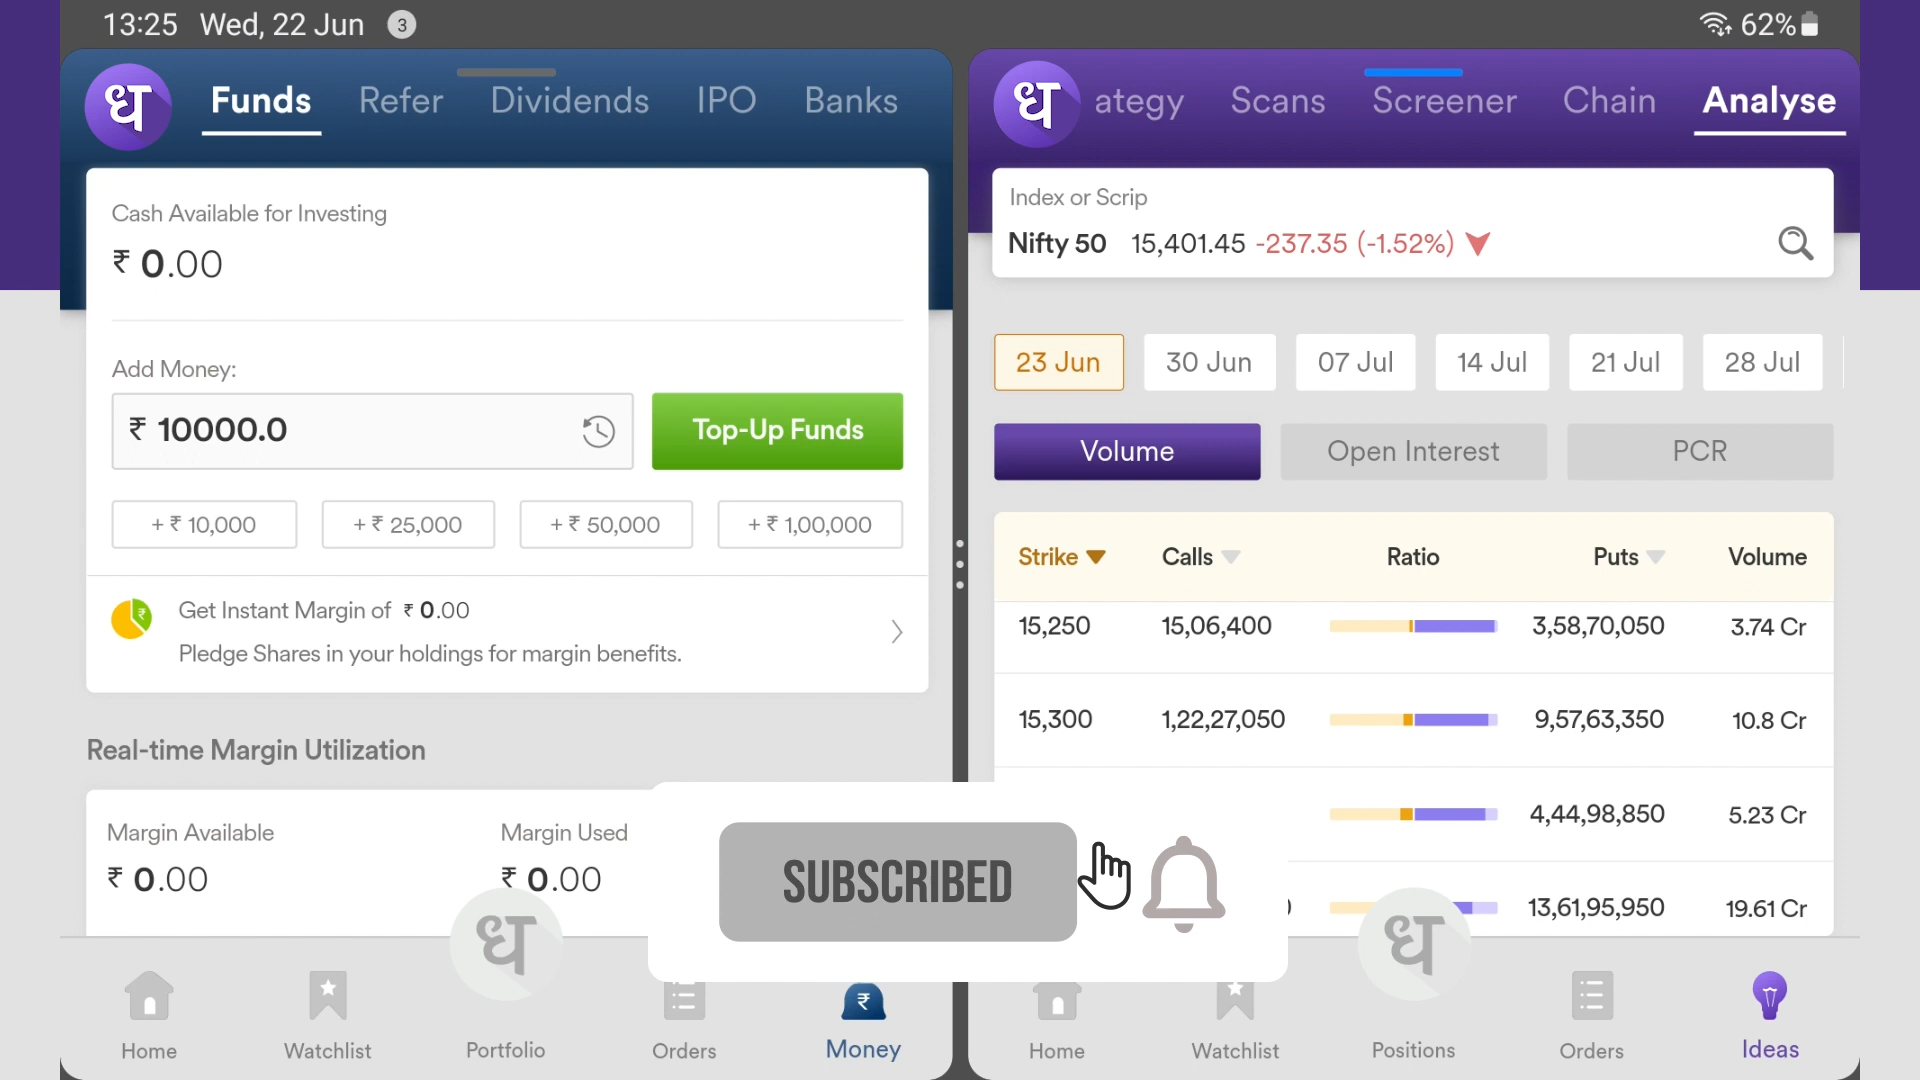 13:25 Wed, 22 Jun 3
62%
ध Funds Refer Dividends IPO Banks
Cash Available for Investing
₹ 0.00
Add Money:
₹ 10000.0
Top-Up Funds
+ ₹ 10,000 + ₹ 25,000 + ₹ 50,000 + ₹ 1,00,000
Get Instant Margin of ₹ 0.00
Pledge Shares in your holdings for margin benefits.
Real-time Margin Utilization
Margin Available Margin Used
₹ 0.00 ₹ 0.00
ध
Home Watchlist Portfolio Orders Money
ध ategy Scans Screener Chain Analyse
Index or Scrip
Nifty 50 15,401.45 -237.35 (-1.52%)
23 Jun 30 Jun 07 Jul 14 Jul 21 Jul 28 Jul
Volume Open Interest PCR
Strike Calls Ratio Puts Volume
15,250 15,06,400 3,58,70,050 3.74 Cr
15,300 1,22,27,050 9,57,63,350 10.8 Cr
4,44,98,850 5.23 Cr
13,61,95,950 19.61 Cr
ध
Home Watchlist Positions Orders Ideas
SUBSCRIBED